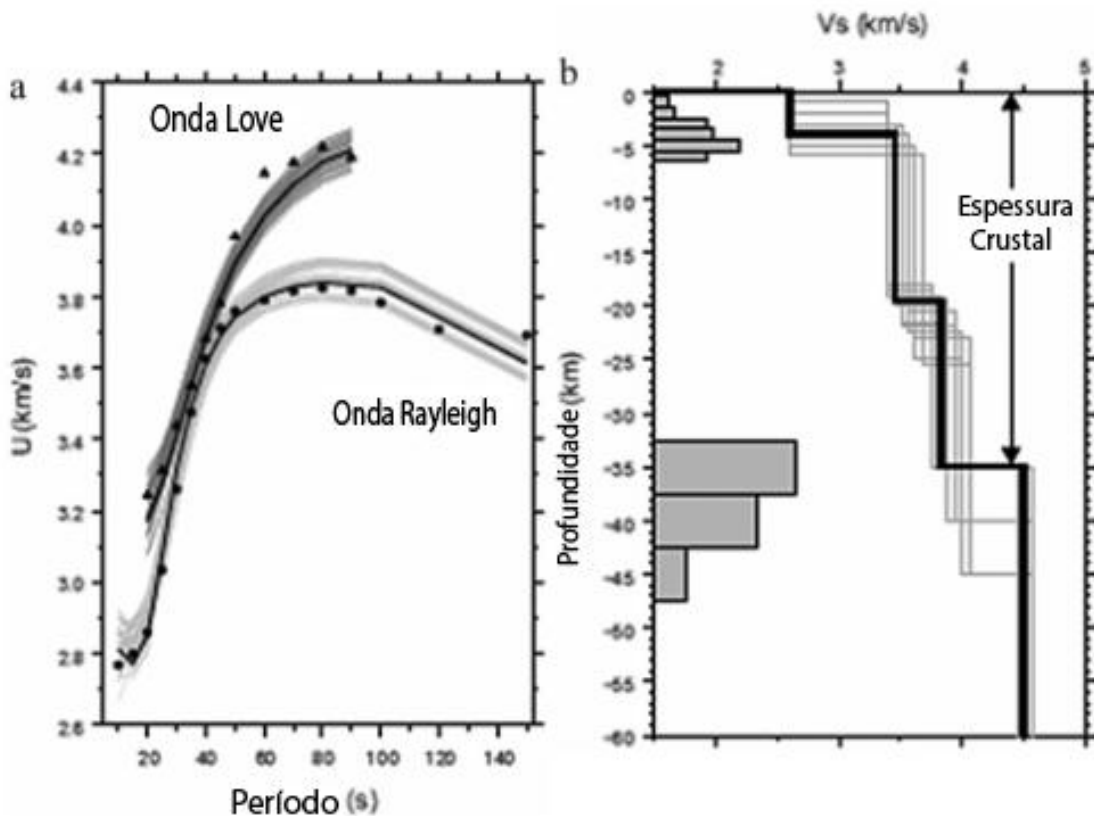 a
4.4
4.2
4.0
3.8
3.6
3.4
3.2
3.0
2.8
2.6
U (km/s)
Onda Love
Onda Rayleigh
20 40 60 80 100 120 140
Período (s)
b
Vs (km/s)
2 3 4 5
0
-5
-10
-15
-20
-25
-30
-35
-40
-45
-50
-55
-60
Profundidade (km)
Espessura
Crustal